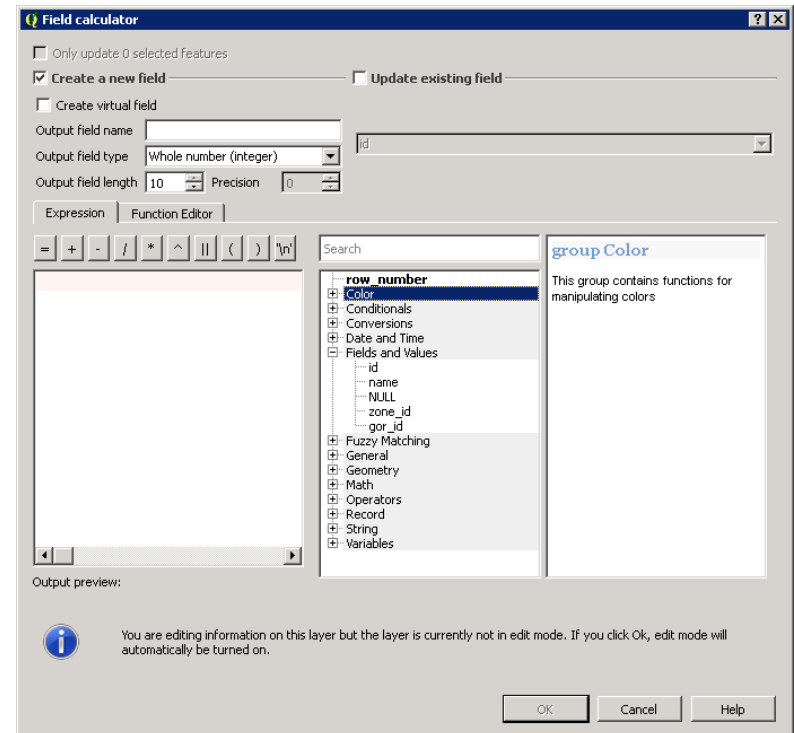 Field calculator
Only update 0 selected features
Create a new field
Update existing field
Create virtual field
Output field name
id
Output field type Whole number (integer)
Output field length 10 Precision 0
Expression Function Editor
= + - / * ^ || ( ) '\n'
Search
row_number
Color
Conditionals
Conversions
Date and Time
Fields and Values
id
name
NULL
zone_id
gor_id
Fuzzy Matching
General
Geometry
Math
Operators
Record
String
Variables
group Color
This group contains functions for
manipulating colors
Output preview:
You are editing information on this layer but the layer is currently not in edit mode. If you click Ok, edit mode will
automatically be turned on.
OK Cancel Help